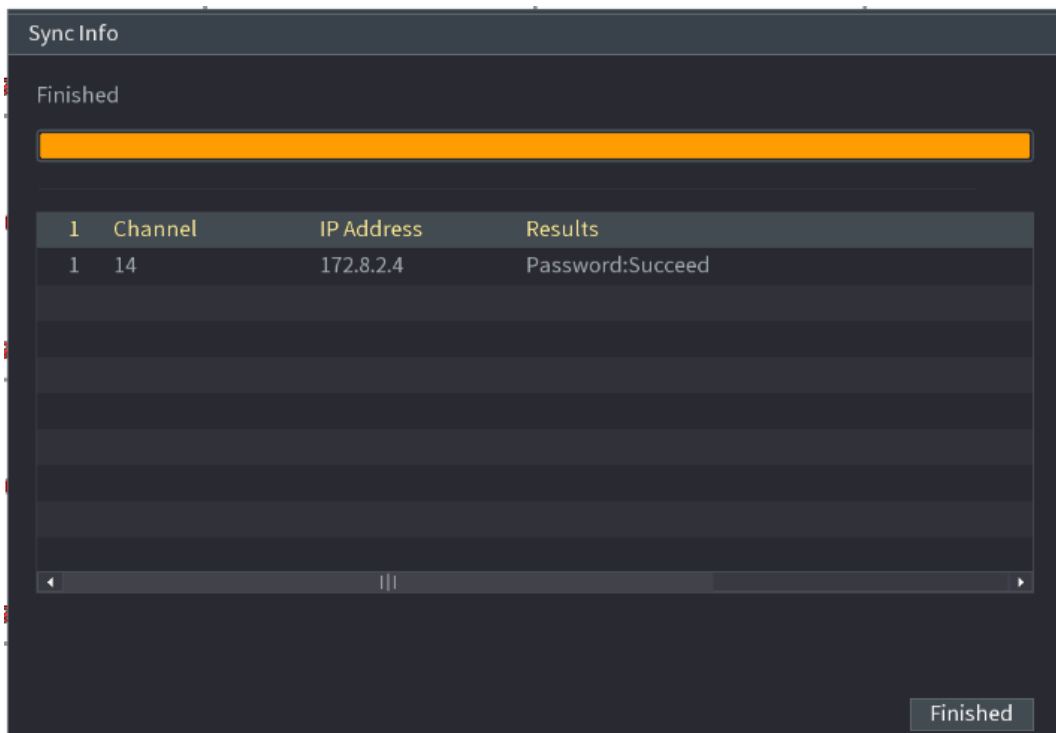 Sync Info
Finished
1 Channel IP Address Results
1 14 172.8.2.4 Password:Succeed
Finished